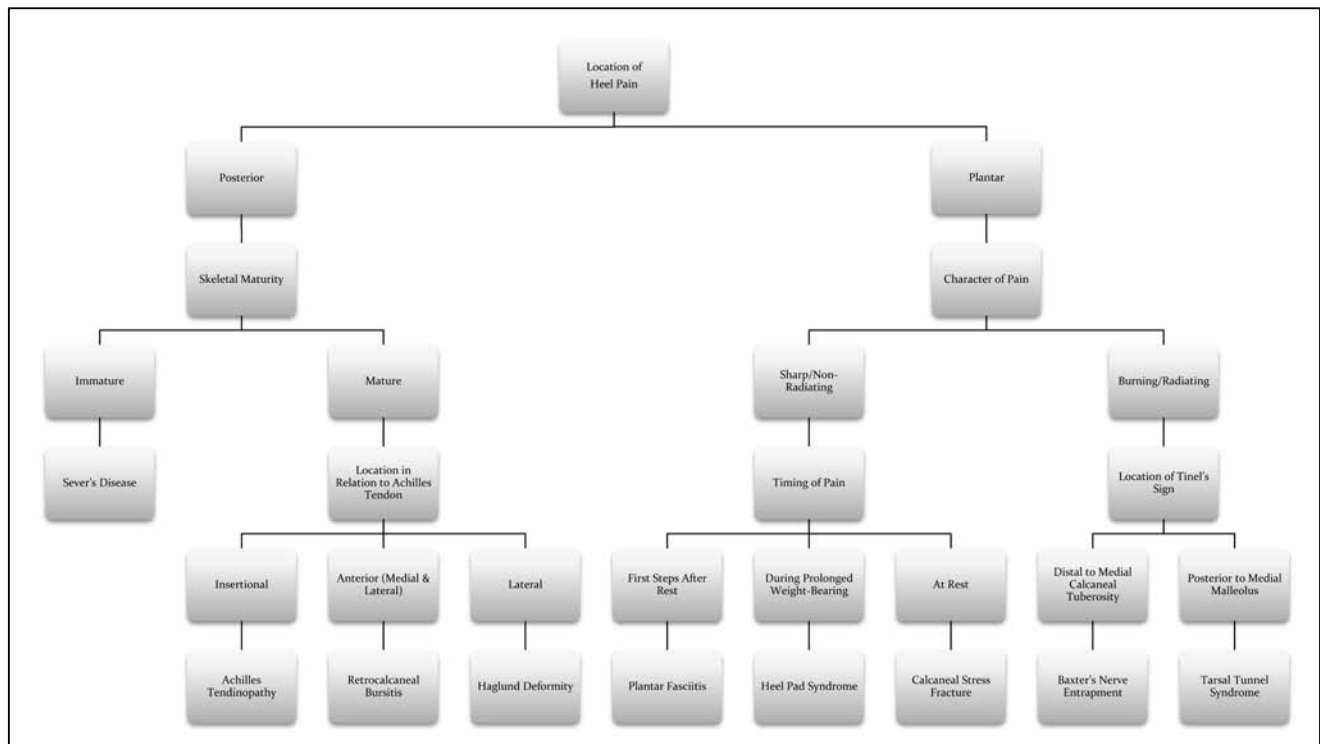 Location of
Heel Pain
Posterior
Plantar
Skeletal Maturity
Character of Pain
Immature
Mature
Sharp/Non-
Radiating
Burning/Radiating
Sever's Disease
Location in
Relation to Achilles
Tendon
Timing of Pain
Location of Tinel's
Sign
Insertional
Anterior (Medial &
Lateral)
Lateral
First Steps After
Rest
During Prolonged
Weight-Bearing
At Rest
Distal to Medial
Calcaneal
Tuberosity
Posterior to Medial
Malleolus
Achilles
Tendinopathy
Retrocalcaneal
Bursitis
Haglund Deformity
Plantar Fasciitis
Heel Pad Syndrome
Calcaneal Stress
Fracture
Baxter's Nerve
Entrapment
Tarsal Tunnel
Syndrome